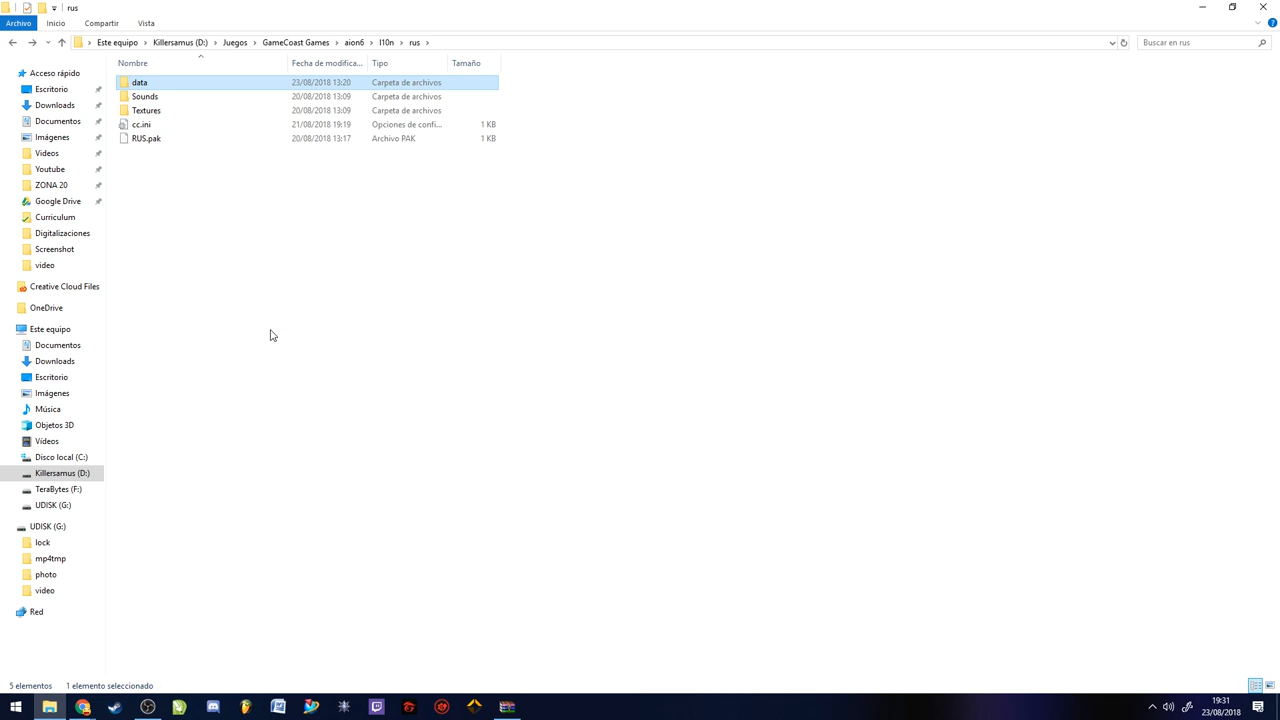 rus
Archivo Inicio Compartir Vista
Este equipo > Killersamus (D:) > Juegos > GameCoast Games > aion6 > l10n > rus >
Buscar en rus
Nombre Fecha de modifica... Tipo Tamaño
data 23/08/2018 13:20 Carpeta de archivos
Sounds 20/08/2018 13:09 Carpeta de archivos
Textures 20/08/2018 13:09 Carpeta de archivos
cc.ini 21/08/2018 19:19 Opciones de confi... 1 KB
RUS.pak 20/08/2018 13:17 Archivo PAK 1 KB
Acceso rápido
Escritorio
Downloads
Documentos
Imágenes
Videos
Youtube
ZONA 20
Google Drive
Curriculum
Digitalizaciones
Screenshot
video
Creative Cloud Files
OneDrive
Este equipo
Documentos
Downloads
Escritorio
Imágenes
Música
Objetos 3D
Vídeos
Disco local (C:)
Killersamus (D:)
TeraBytes (F:)
UDISK (G:)
UDISK (G:)
lock
mp4tmp
photo
video
Red
5 elementos 1 elemento seleccionado
19:31
23/08/2018